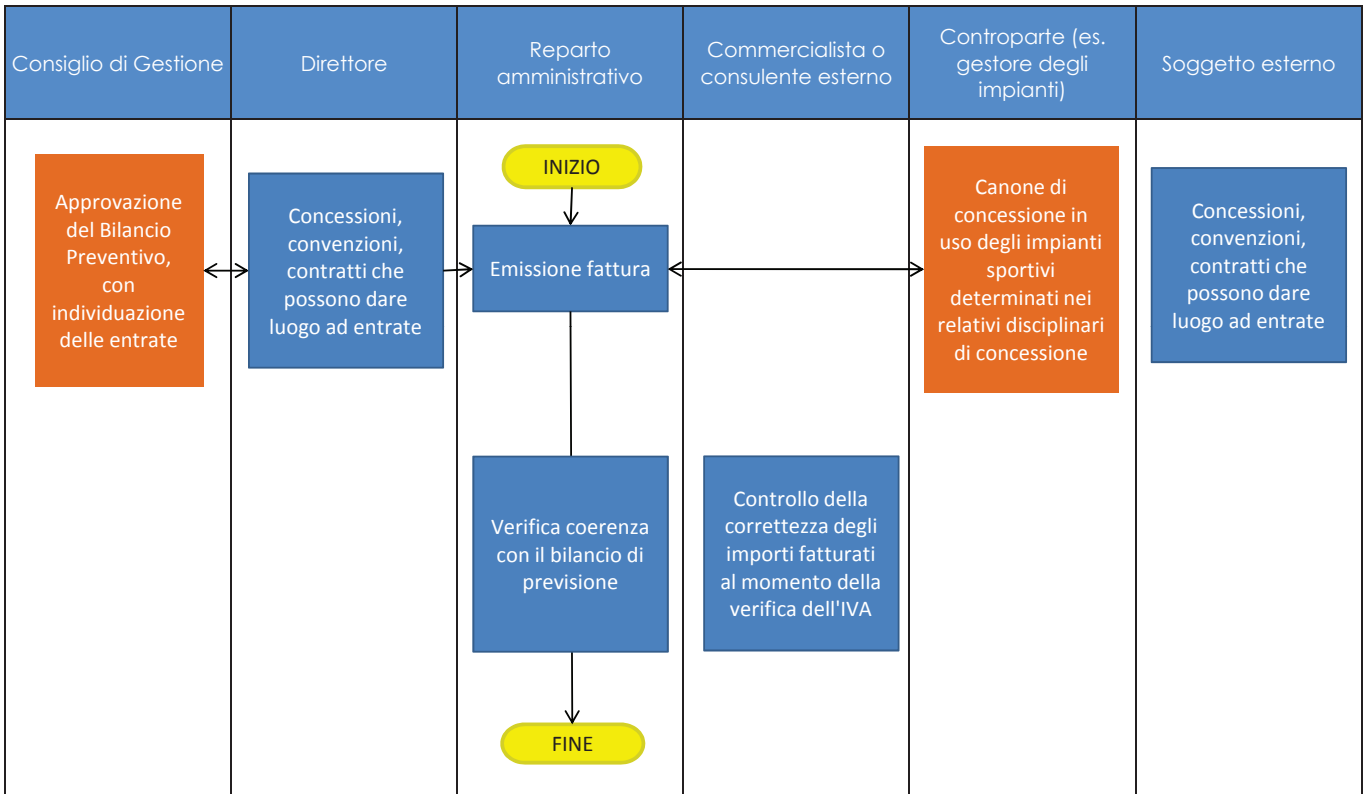 Consiglio di Gestione
Direttore
Reparto
amministrativo
Commercialista o
consulente esterno
Controparte (es.
gestore degli
impianti)
Soggetto esterno
Approvazione
del Bilancio
Preventivo,
con
individuazione
delle entrate
Concessioni,
convenzioni,
contratti che
possono dare
luogo ad entrate
INIZIO
Emissione fattura
Canone di
concessione in
uso degli impianti
sportivi
determinati nei
relativi disciplinari
di concessione
Concessioni,
convenzioni,
contratti che
possono dare
luogo ad entrate
Verifica coerenza
con il bilancio di
previsione
Controllo della
correttezza degli
importi fatturati
al momento della
verifica dell'IVA
FINE